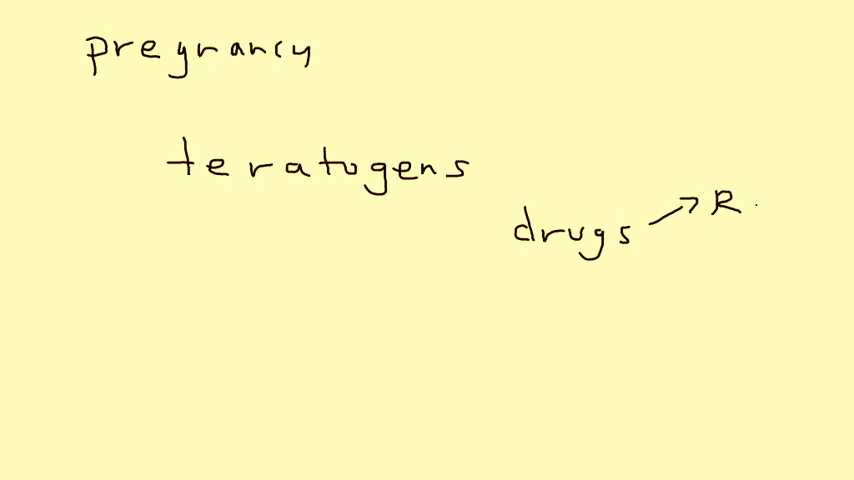 pregnancy
teratogens
drugs → R